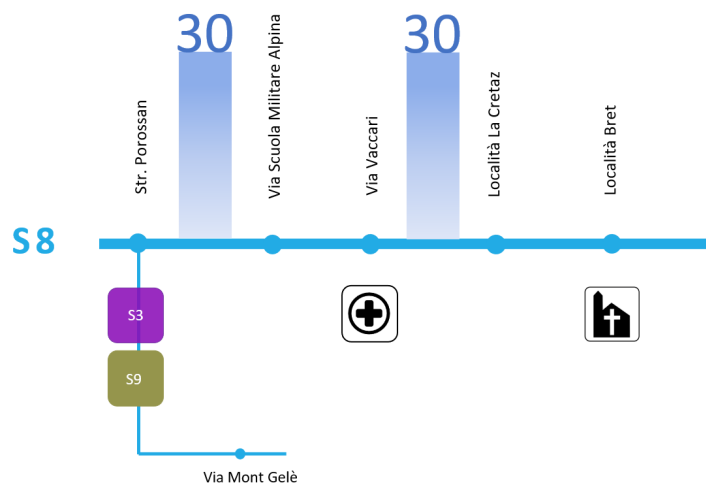 30
30
Str. Porossan
Via Scuola Militare Alpina
Via Vaccari
Località La Cretaz
Località Bret
S8
S3
S9
Via Mont Gelè